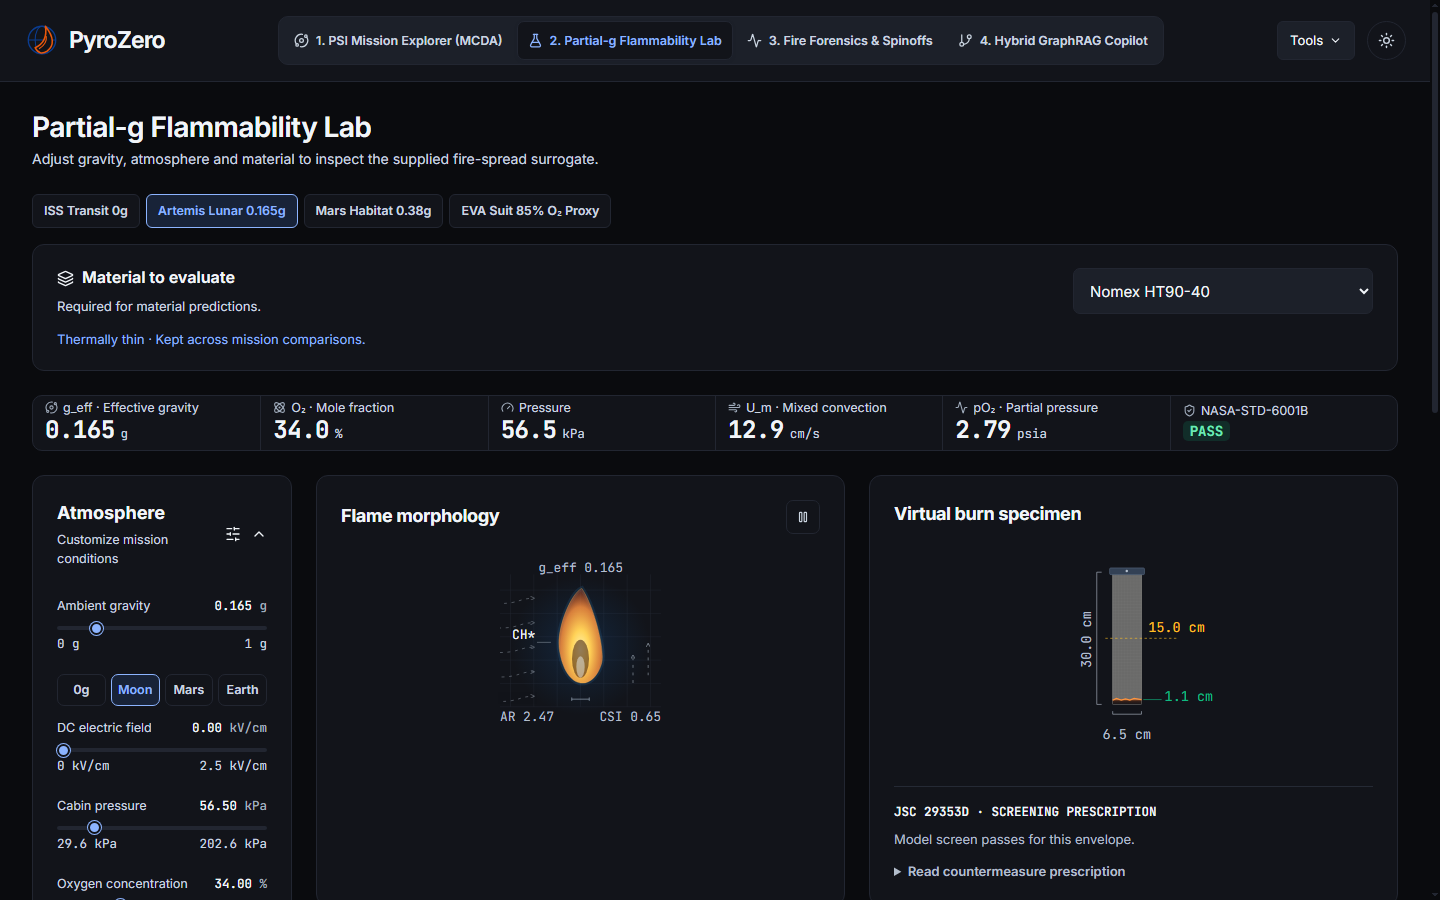 PyroZero
1. PSI Mission Explorer (MCDA)
2. Partial-g Flammability Lab
3. Fire Forensics & Spinoffs
4. Hybrid GraphRAG Copilot
Tools
Partial-g Flammability Lab
Adjust gravity, atmosphere and material to inspect the supplied fire-spread surrogate.
ISS Transit 0g
Artemis Lunar 0.165g
Mars Habitat 0.38g
EVA Suit 85% O₂ Proxy
Material to evaluate
Required for material predictions.
Thermally thin · Kept across mission comparisons.
Nomex HT90-40
g_eff · Effective gravity
0.165 g
O₂ · Mole fraction
34.0 %
Pressure
56.5 kPa
U_m · Mixed convection
12.9 cm/s
pO₂ · Partial pressure
2.79 psia
NASA-STD-6001B
PASS
Atmosphere
Customize mission
conditions
Ambient gravity 0.165 g
0 g 1 g
0g Moon Mars Earth
DC electric field 0.00 kV/cm
0 kV/cm 2.5 kV/cm
Cabin pressure 56.50 kPa
29.6 kPa 202.6 kPa
Oxygen concentration 34.00 %
Flame morphology
g_eff 0.165
CH*
AR 2.47 CSI 0.65
Virtual burn specimen
30.0 cm
15.0 cm
1.1 cm
6.5 cm
JSC 29353D · SCREENING PRESCRIPTION
Model screen passes for this envelope.
Read countermeasure prescription